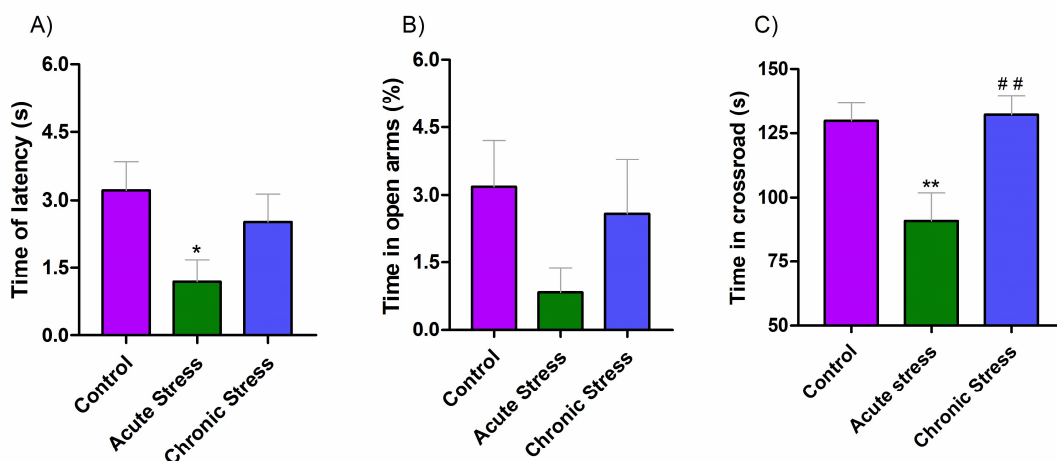 A)
Time of latency (s)
6.0
4.5
3.0
1.5
0.0
*
Control
Acute Stress
Chronic Stress
B)
Time in open arms (%)
6.0
4.5
3.0
1.5
0.0
Control
Acute Stress
Chronic Stress
C)
Time in crossroad (s)
150
125
100
75
50
**
# #
Control
Acute stress
Chronic Stress